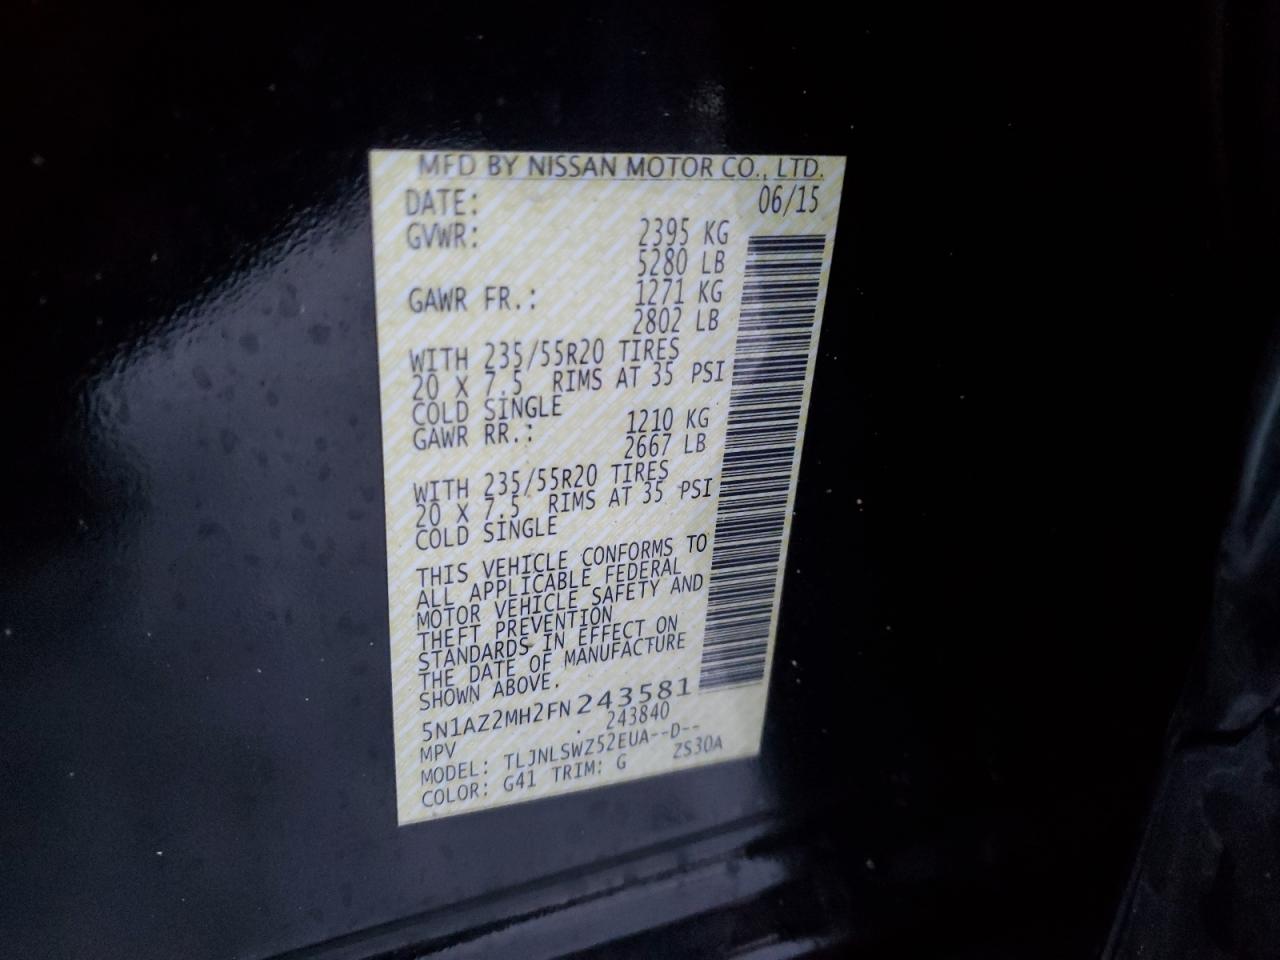 MFD BY NISSAN MOTOR CO., LTD.
DATE: 06/15
GVWR: 2395 KG
5280 LB
GAWR FR.: 1271 KG
2802 LB
WITH 235/55R20 TIRES
20 X 7.5 RIMS AT 35 PSI
COLD SINGLE
GAWR RR.: 1210 KG
2667 LB
WITH 235/55R20 TIRES
20 X 7.5 RIMS AT 35 PSI
COLD SINGLE
THIS VEHICLE CONFORMS TO
ALL APPLICABLE FEDERAL
MOTOR VEHICLE SAFETY AND
THEFT PREVENTION
STANDARDS IN EFFECT ON
THE DATE OF MANUFACTURE
SHOWN ABOVE.
5N1AZ2MH2FN243581
MPV 243840
MODEL: TLJNLSWZ52EUA--D--
COLOR: G41 TRIM: G ZS30A